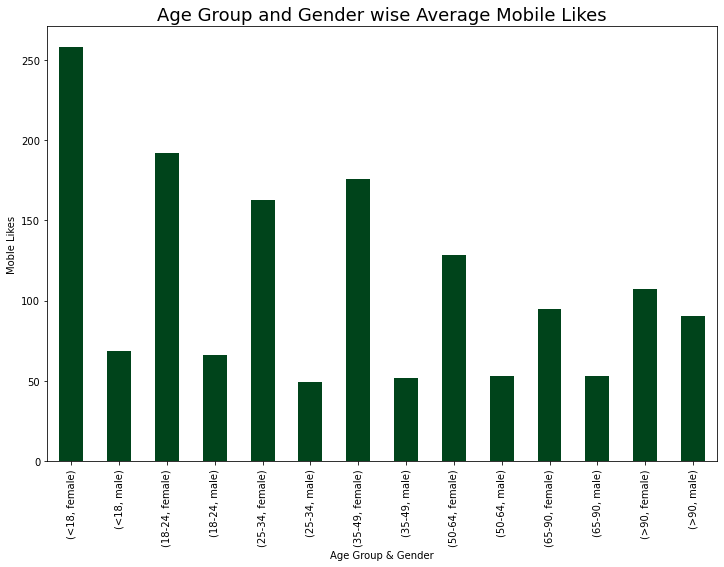 Age Group and Gender wise Average Mobile Likes
250
200
150
100
50
0
Moble Likes
(<18, female)
(<18, male)
(18-24, female)
(18-24, male)
(25-34, female)
(25-34, male)
(35-49, female)
(35-49, male)
(50-64, female)
(50-64, male)
(65-90, female)
(65-90, male)
(>90, female)
(>90, male)
Age Group & Gender